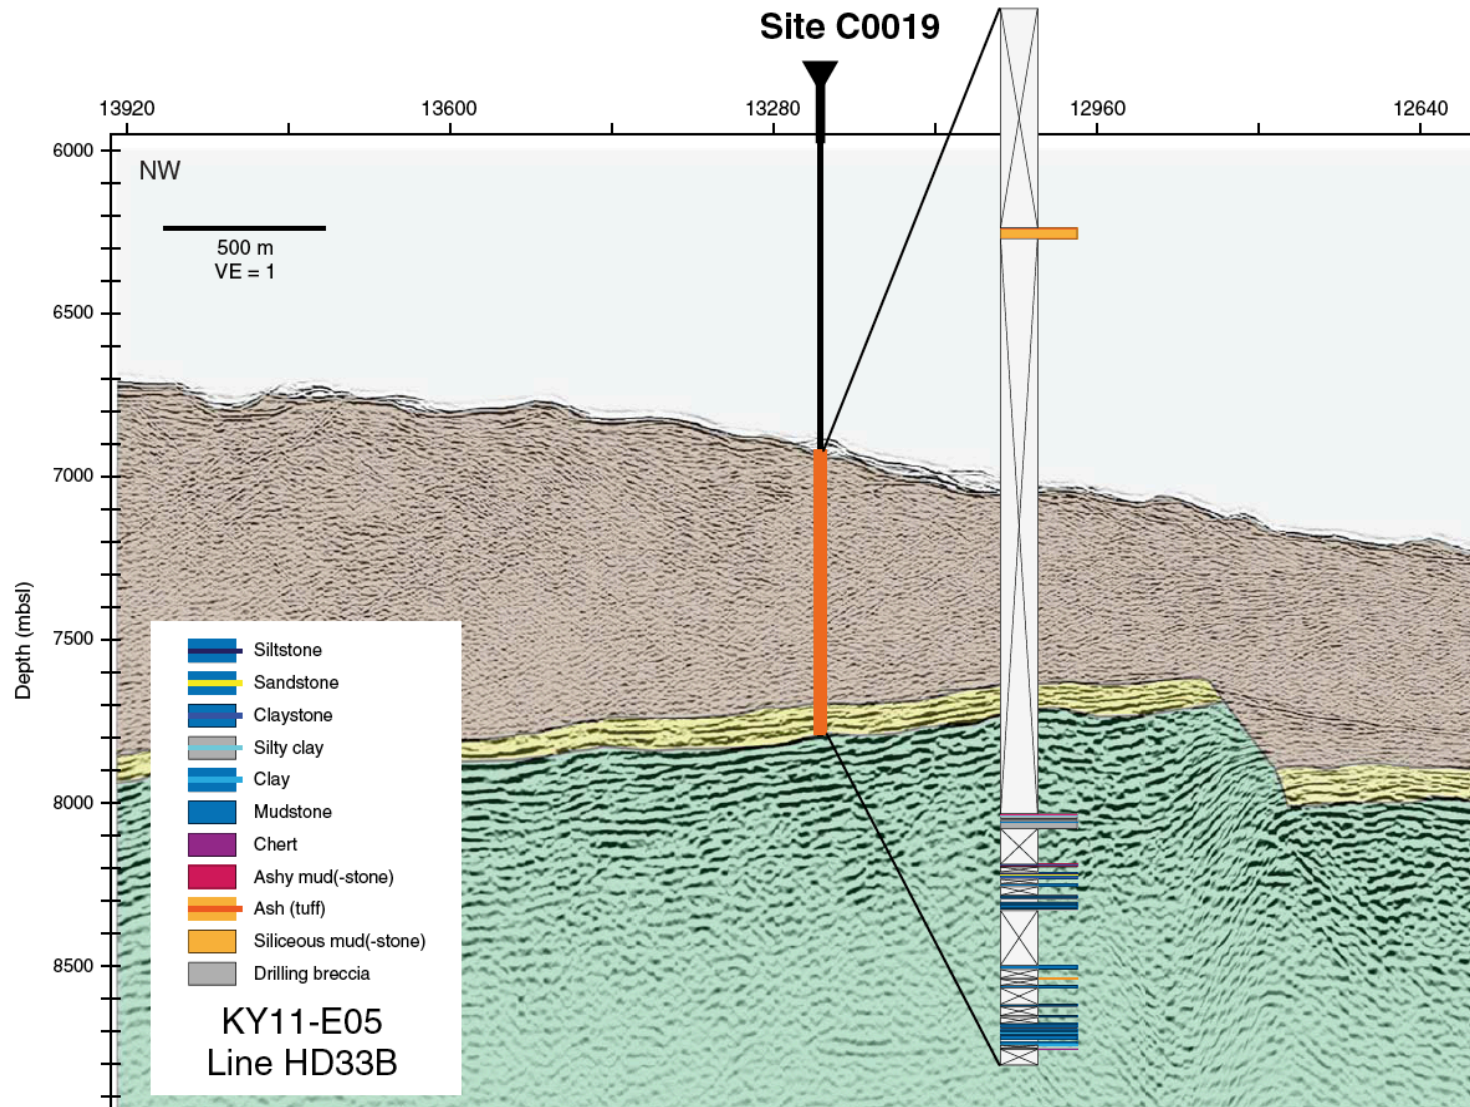 Site C0019
13920 13600 13280 12960 12640
6000
NW
500 m
VE = 1
6500
7000
7500
8000
8500
Depth (mbsl)
Siltstone
Sandstone
Claystone
Silty clay
Clay
Mudstone
Chert
Ashy mud(-stone)
Ash (tuff)
Siliceous mud(-stone)
Drilling breccia
KY11-E05
Line HD33B